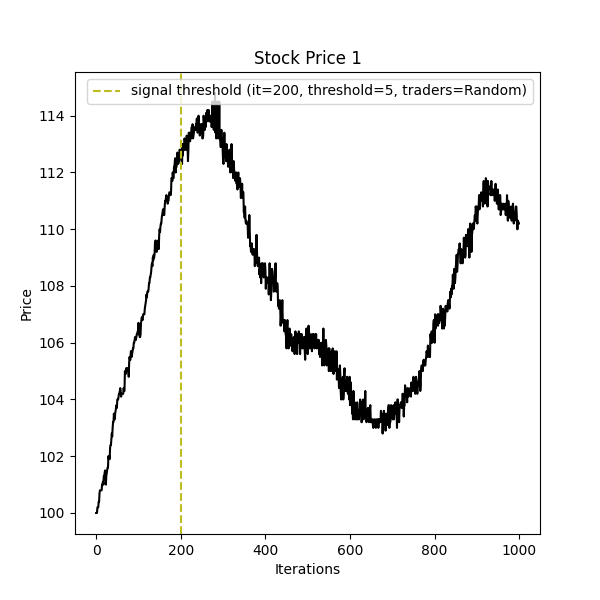 Stock Price 1
signal threshold (it=200, threshold=5, traders=Random)
114
112
110
108
106
104
102
100
Price
0 200 400 600 800 1000
Iterations